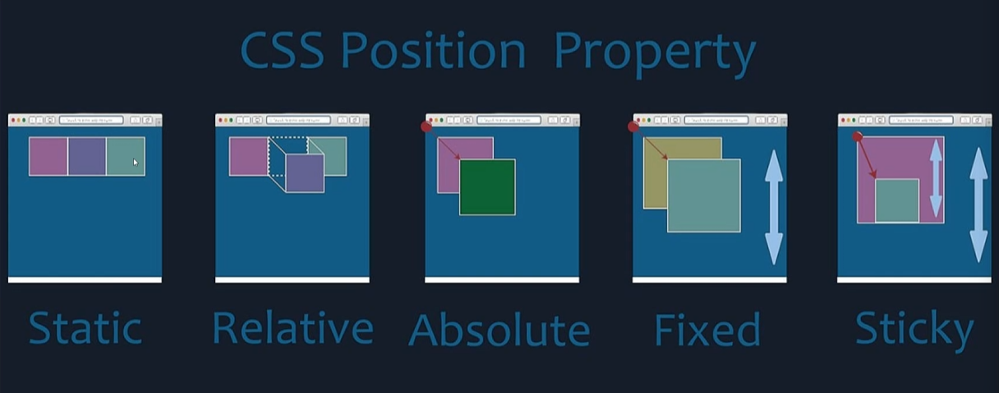 CSS Position Property
Static
Relative
Absolute
Fixed
Sticky